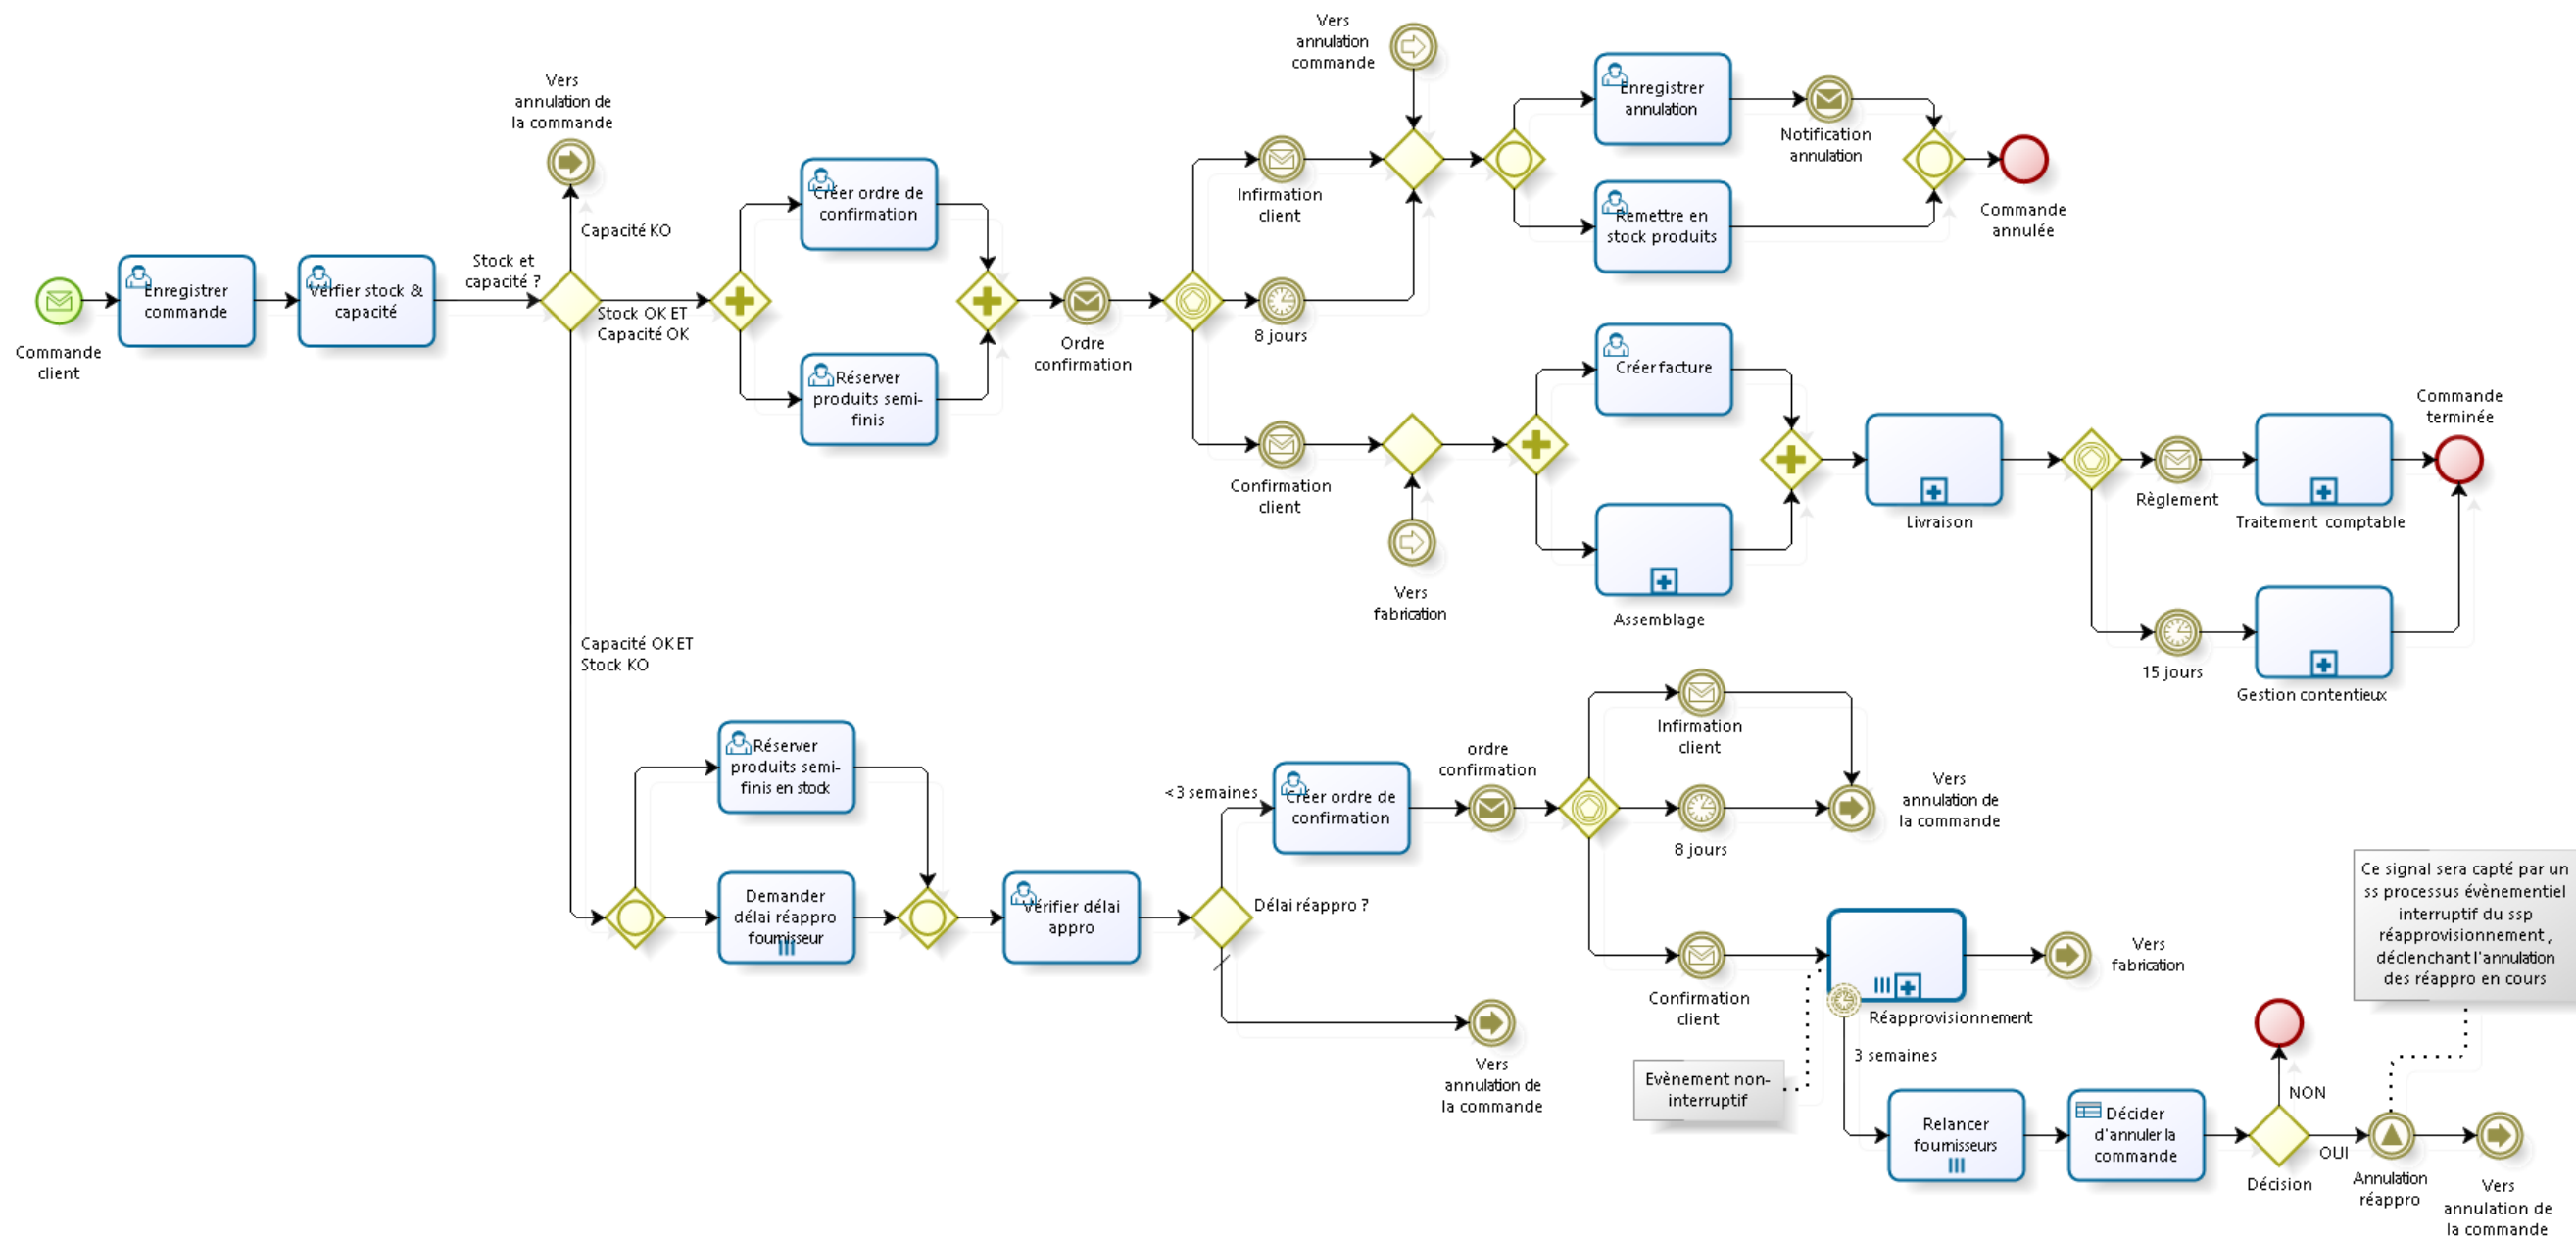 Vers
annulation
commande
Vers
annulation de
la commande
Enregistrer
annulation
Notification
annulation
Créer ordre de
confirmation
Infirmation
client
Remettre en
stock produits
Commande
annulée
Capacité KO
Stock et
capacité ?
Enregistrer
commande
Vérfier stock &
capacité
Stock OK ET
Capacité OK
Commande
client
Ordre
confirmation
8 jours
Réserver
produits semi-
finis
Créer facture
Commande
terminée
Confirmation
client
Livraison
Règlement
Traitement comptable
Vers
fabrication
Assemblage
Capacité OK ET
Stock KO
15 jours
Gestion contentieux
Infirmation
client
Réserver
produits semi-
finis en stock
ordre
confirmation
<3 semaines
Créer ordre de
confirmation
Vers
annulation de
la commande
8 jours
Demander
délai réappro
fournisseur
Vérifier délai
appro
Délai réappro ?
Ce signal sera capté par un
ss processus évènementiel
interruptif du ssp
réapprovisionnement,
déclenchant l'annulation
des réappro en cours
Vers
fabrication
Confirmation
client
Réapprovisionnement
3 semaines
Vers
annulation de
la commande
Evènement non-
interruptif
NON
Relancer
fournisseurs
Décider
d'annuler la
commande
OUI
Décision
Annulation
réappro
Vers
annulation de
la commande